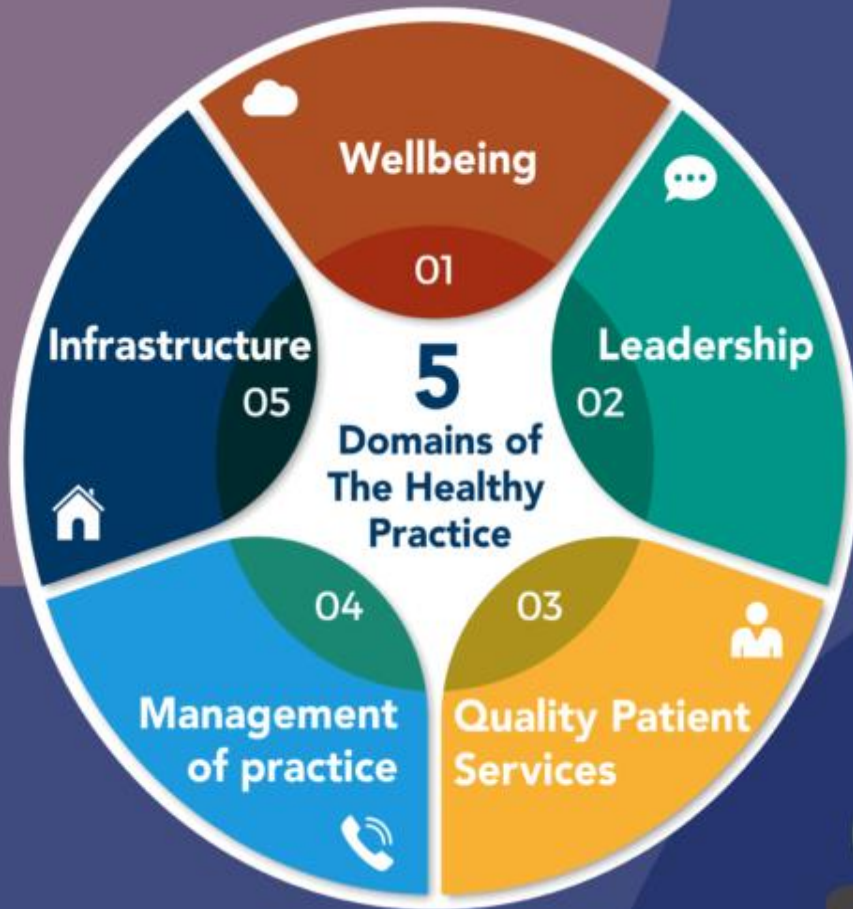 Wellbeing
01
Leadership
02
Quality Patient
Services
03
Management
of practice
04
Infrastructure
05
5
Domains of
The Healthy
Practice